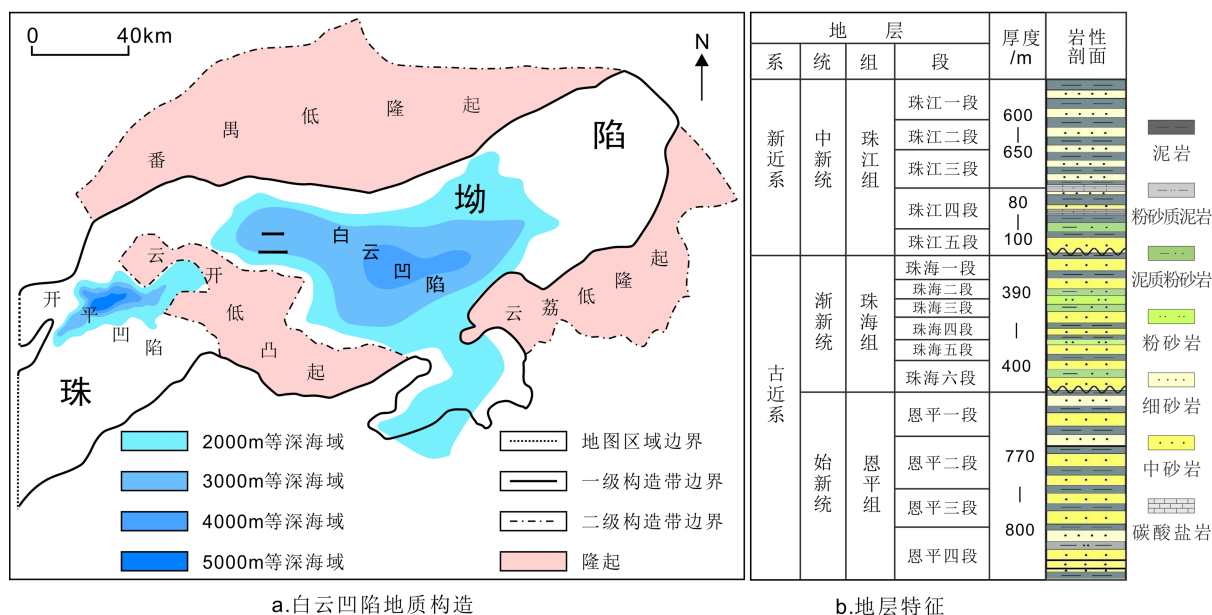 0 40km
N
番禺低隆起
珠二坳陷
白云凹陷
云开低凸起
开平凹陷
云荔低隆起
2000m等深海域
3000m等深海域
4000m等深海域
5000m等深海域
地图区域边界
一级构造带边界
二级构造带边界
隆起
a.白云凹陷地质构造
地层
厚度
/m
岩性
剖面
系
统
组
段
新近系
中新统
珠江组
珠江一段
珠江二段
珠江三段
600
|
650
珠江四段
珠江五段
80
|
100
古近系
渐新统
珠海组
珠海一段
珠海二段
珠海三段
珠海四段
珠海五段
珠海六段
390
|
400
始新统
恩平组
恩平一段
恩平二段
恩平三段
恩平四段
770
|
800
泥岩
粉砂质泥岩
泥质粉砂岩
粉砂岩
细砂岩
中砂岩
碳酸盐岩
b.地层特征